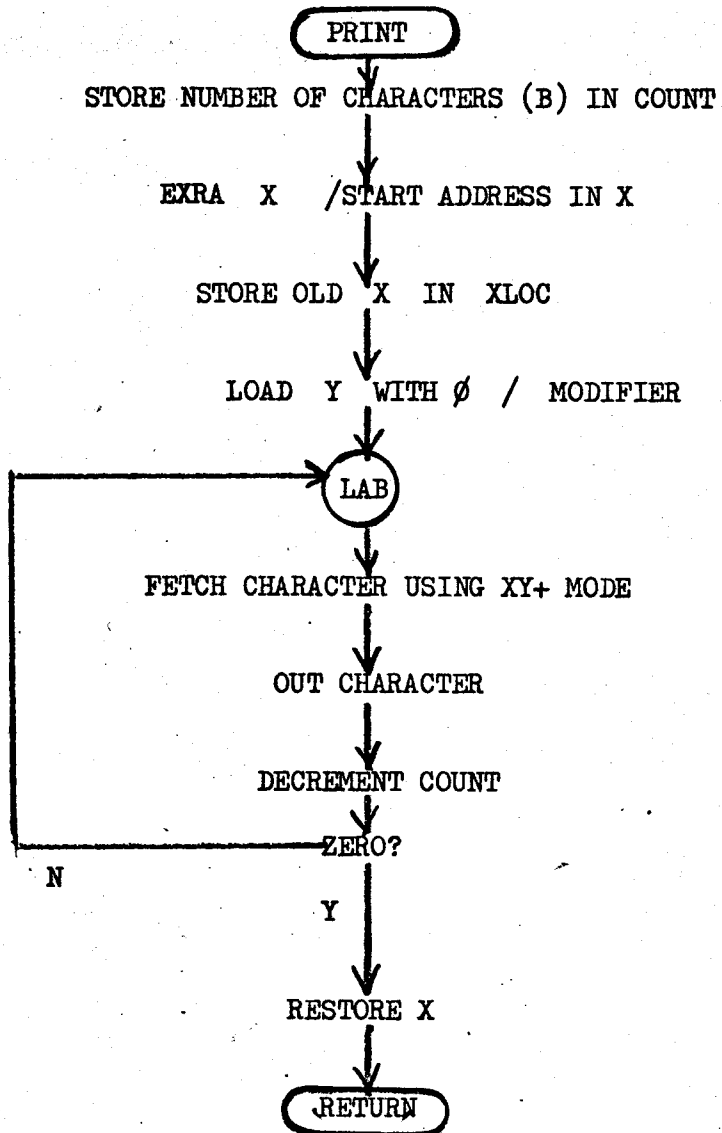 PRINT
STORE NUMBER OF CHARACTERS (B) IN COUNT
EXRA X /START ADDRESS IN X
STORE OLD X IN XLOC
LOAD Y WITH Ø / MODIFIER
LAB
FETCH CHARACTER USING XY+ MODE
OUT CHARACTER
DECREMENT COUNT
ZERO?
N
Y
RESTORE X
RETURN